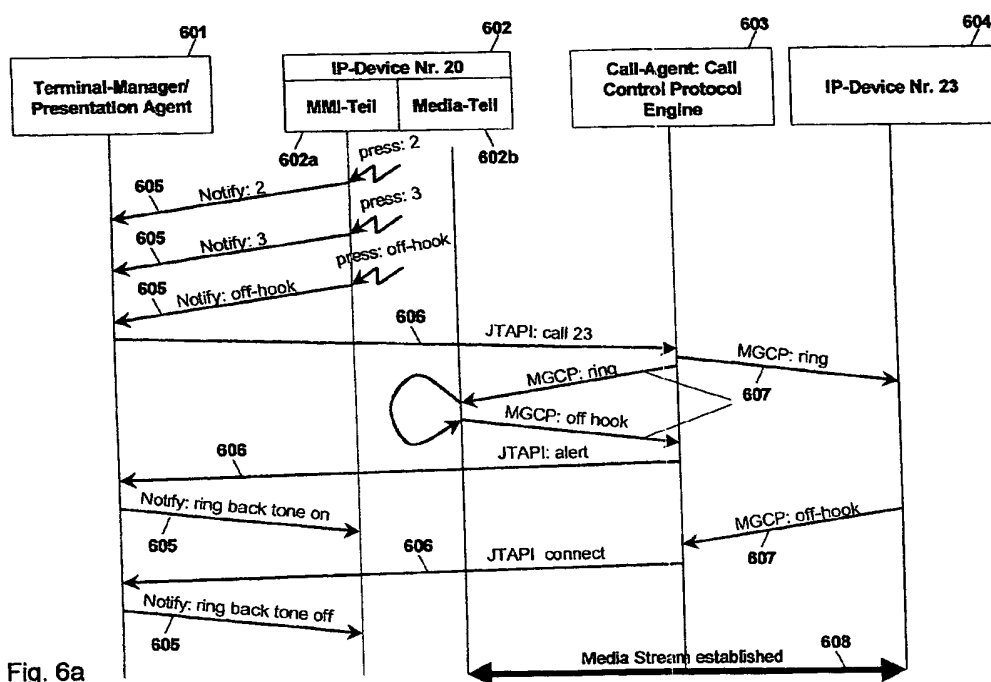 601
602
603
604
Terminal-Manager/
Presentation Agent
IP-Device Nr. 20
MMI-Teil
Media-Teil
Call-Agent: Call
Control Protocol
Engine
IP-Device Nr. 23
602a
602b
press: 2
605
Notify: 2
press: 3
605
Notify: 3
press: off-hook
605
Notify: off-hook
606
JTAPI: call 23
MGCP: ring
MGCP: ring
607
MGCP: off hook
606
JTAPI: alert
Notify: ring back tone on
605
MGCP: off-hook
607
606
JTAPI connect
Notify: ring back tone off
605
608
Media Stream established
Fig. 6a